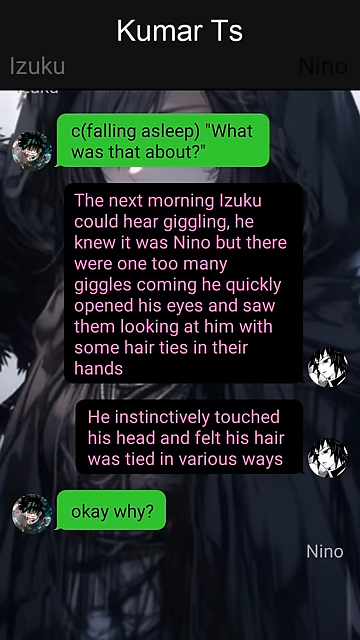 Kumar Ts
Izuku
Nino
Izuku
c(falling asleep) "What
was that about?"
The next morning Izuku
could hear giggling, he
knew it was Nino but there
were one too many
giggles coming he quickly
opened his eyes and saw
them looking at him with
some hair ties in their
hands
He instinctively touched
his head and felt his hair
was tied in various ways
okay why?
Nino